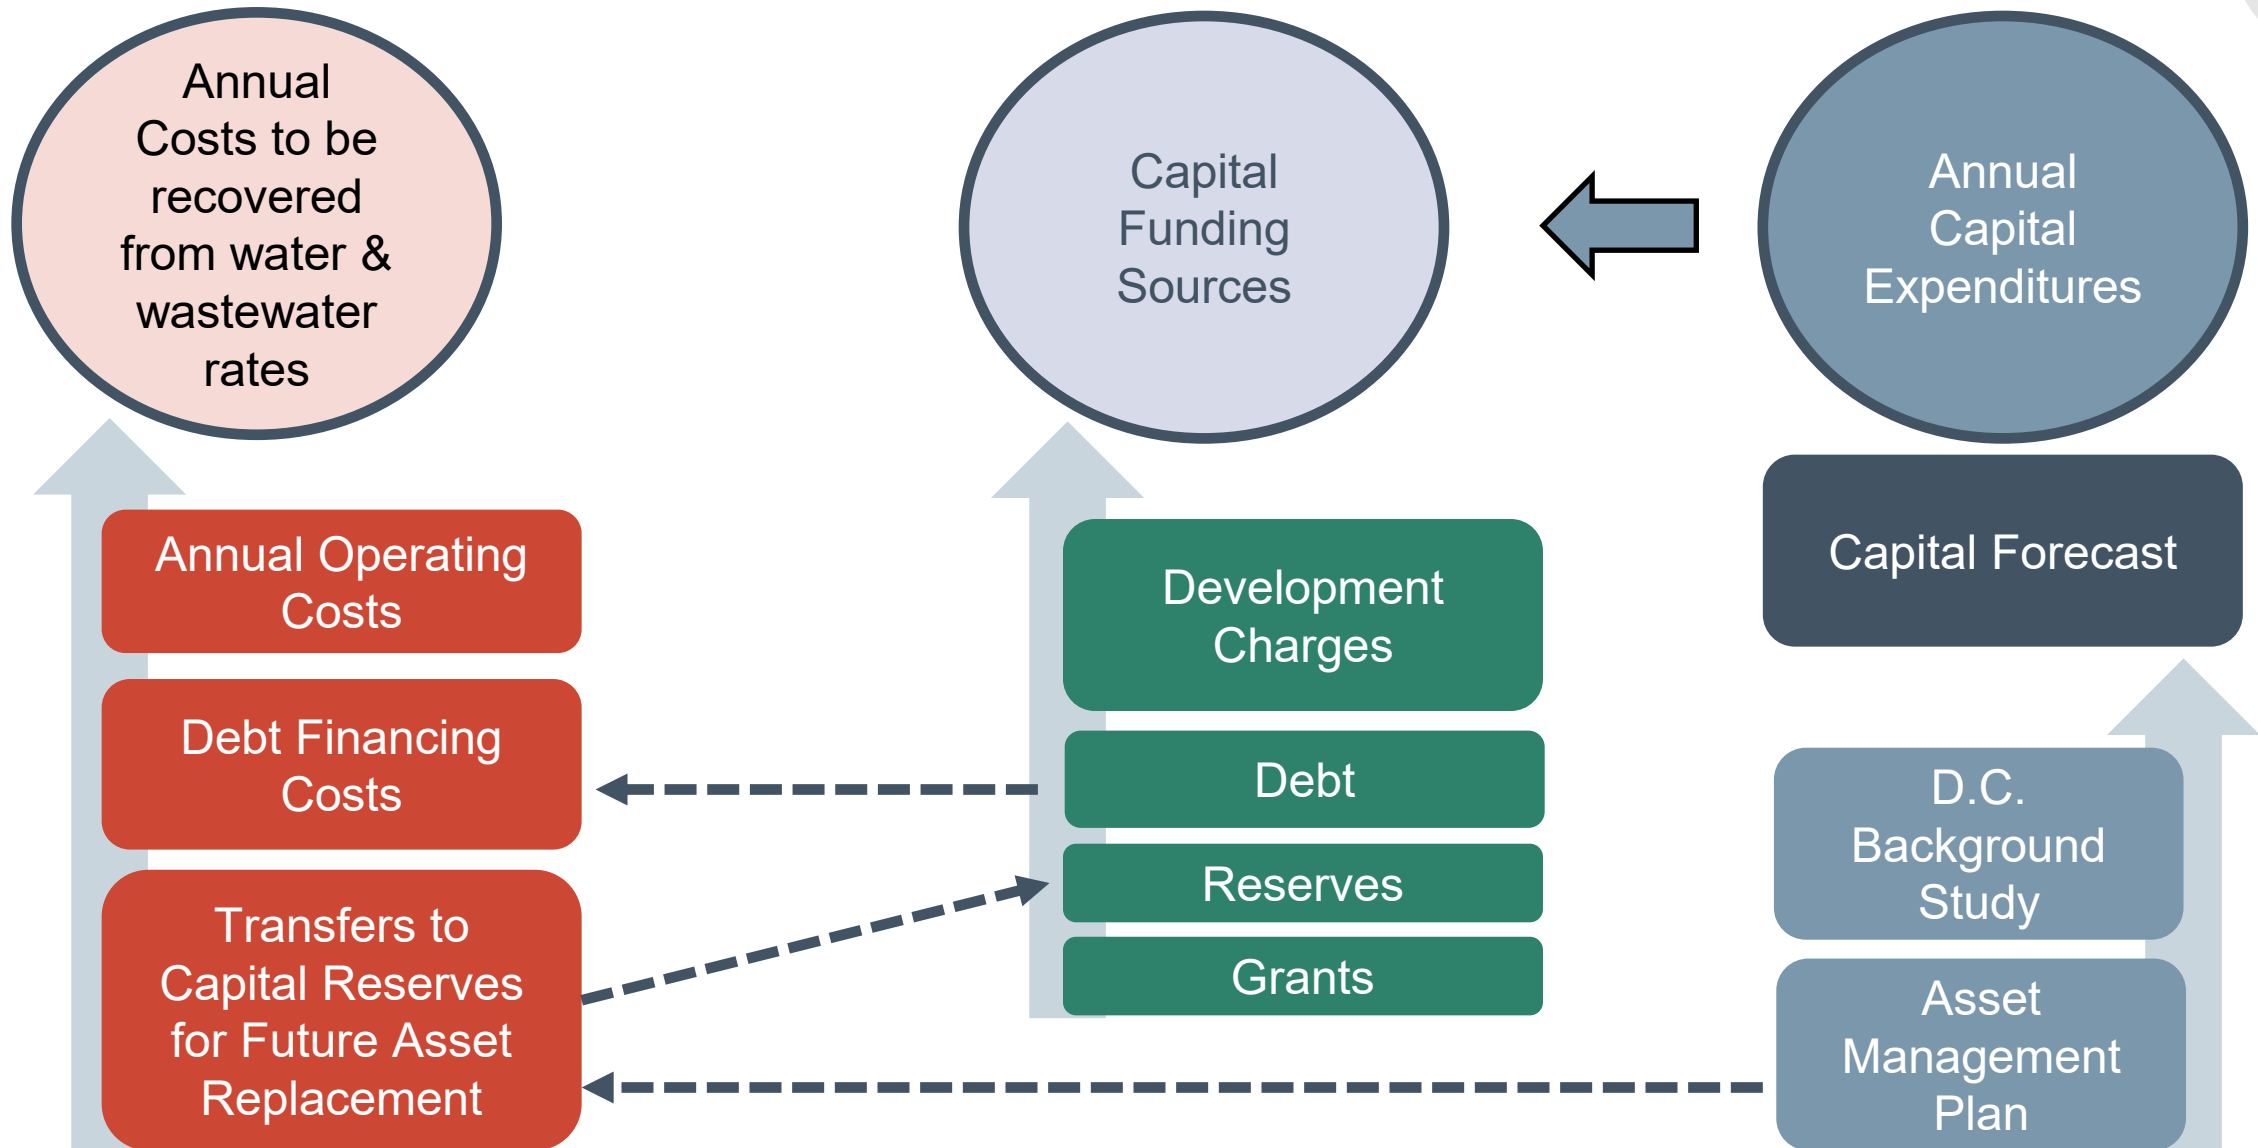 Annual
Costs to be
recovered
from water &
wastewater
rates
Capital
Funding
Sources
Annual
Capital
Expenditures
Annual Operating
Costs
Debt Financing
Costs
Transfers to
Capital Reserves
for Future Asset
Replacement
Development
Charges
Debt
Reserves
Grants
Capital Forecast
D.C.
Background
Study
Asset
Management
Plan